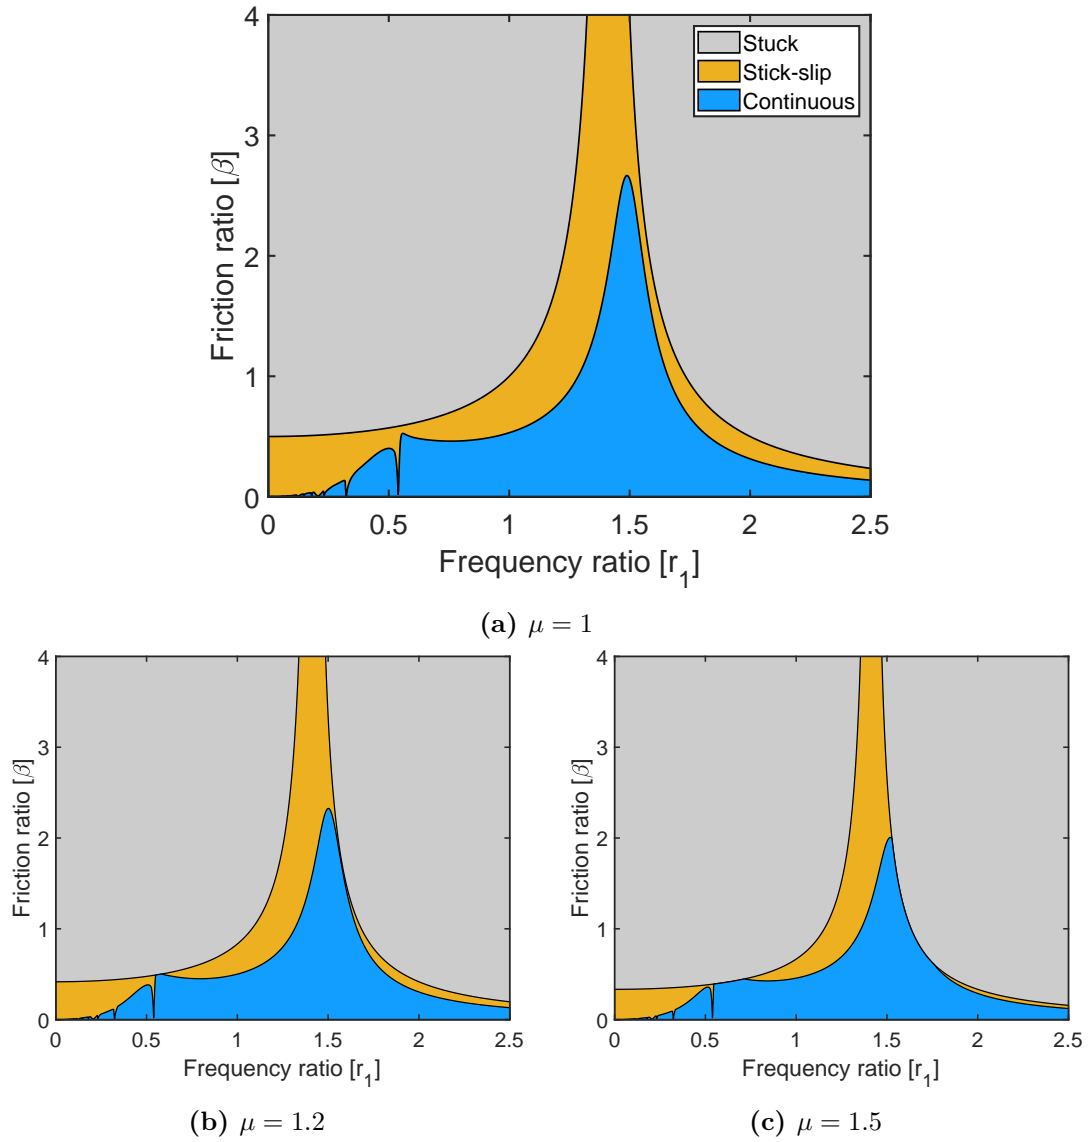 4
3
2
1
0
Friction ratio [β]
Stuck
Stick-slip
Continuous
0 0.5 1 1.5 2 2.5
Frequency ratio [r_1]
(a) μ = 1
4
3
2
1
0
Friction ratio [β]
0 0.5 1 1.5 2 2.5
Frequency ratio [r_1]
(b) μ = 1.2
4
3
2
1
0
Friction ratio [β]
0 0.5 1 1.5 2 2.5
Frequency ratio [r_1]
(c) μ = 1.5